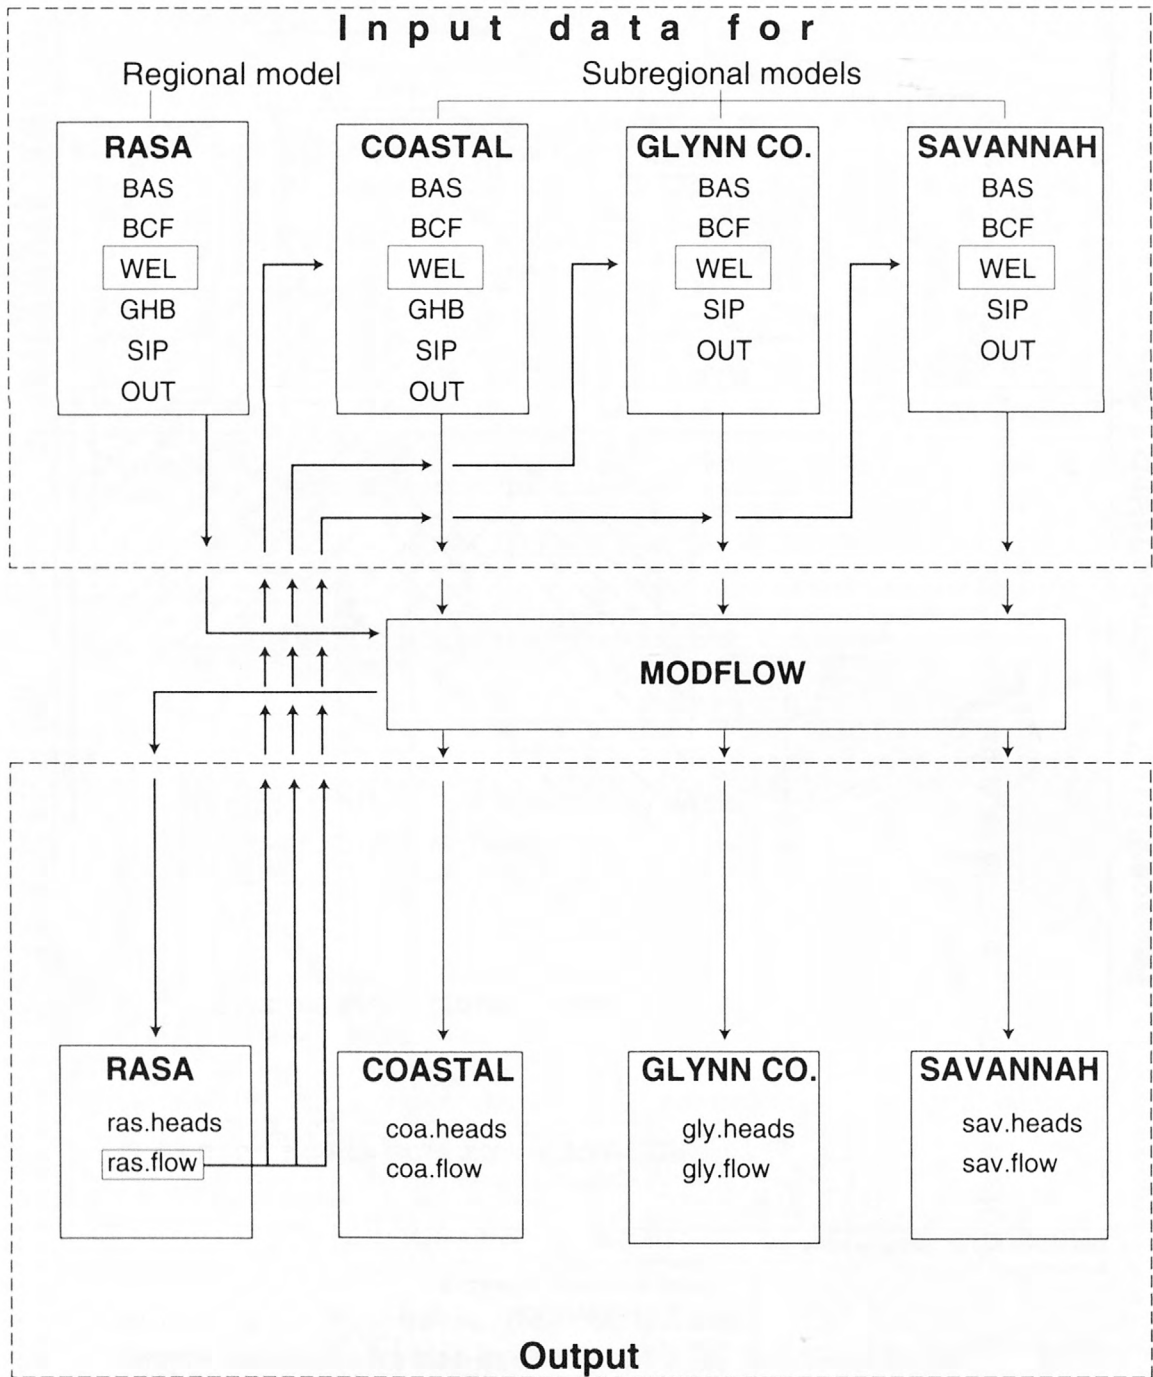 Input data for
Regional model
Subregional models
RASA
BAS
BCF
WEL
GHB
SIP
OUT
COASTAL
BAS
BCF
WEL
GHB
SIP
OUT
GLYNN CO.
BAS
BCF
WEL
SIP
OUT
SAVANNAH
BAS
BCF
WEL
SIP
OUT
MODFLOW
RASA
ras.heads
ras.flow
COASTAL
coa.heads
coa.flow
GLYNN CO.
gly.heads
gly.flow
SAVANNAH
sav.heads
sav.flow
Output